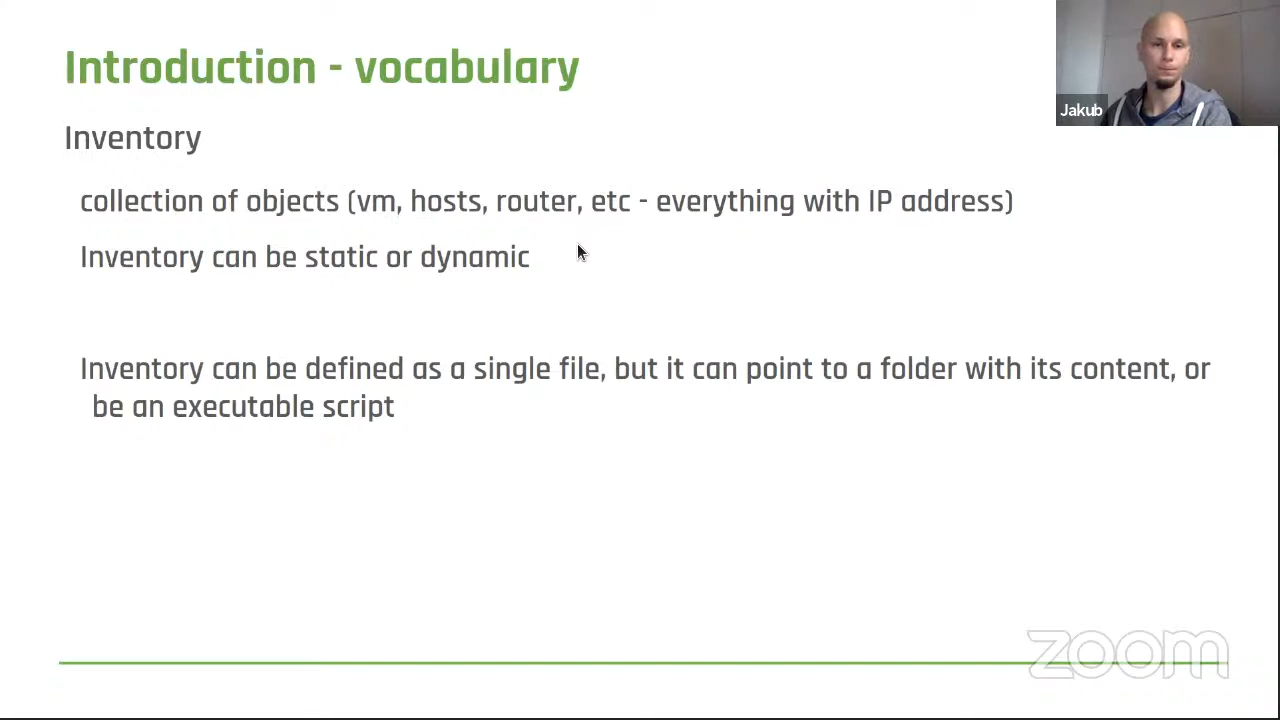 Introduction - vocabulary
Jakub
Inventory
collection of objects (vm, hosts, router, etc - everything with IP address)
Inventory can be static or dynamic
Inventory can be defined as a single file, but it can point to a folder with its content, or
be an executable script
zoom